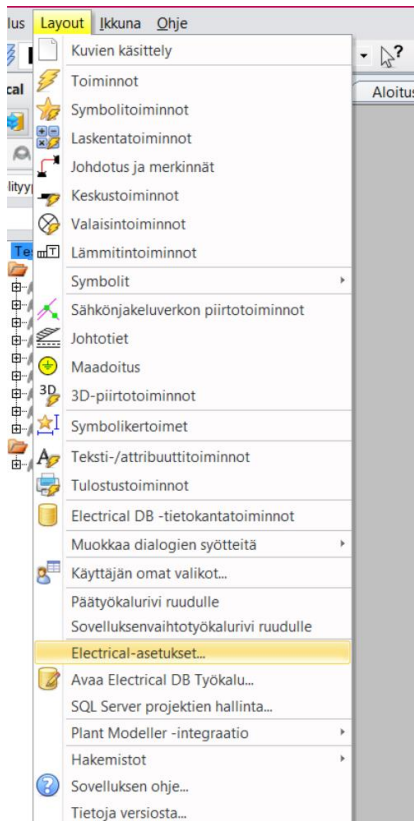 lus Layout Ikkuna Ohje
Kuvien käsittely
cal
Toiminnot
Aloitus
Symbolitoiminnot
Laskentatoiminnot
Johdotus ja merkinnät
lityy
Keskustoiminnot
Valaisintoiminnot
Te
Lämmitintoiminnot
Symbolit
Sähkönjakeluverkon piirtotoiminnot
Johtotiet
Maadoitus
3D 3D-piirtotoiminnot
Symbolikertoimet
Teksti-/attribuuttitoiminnot
Tulostustoiminnot
Electrical DB -tietokantatoiminnot
Muokkaa dialogien syötteitä
Käyttäjän omat valikot...
Päätyökalurivi ruudulle
Sovelluksenvaihtotyökalurivi ruudulle
Electrical-asetukset...
Avaa Electrical DB Työkalu...
SQL Server projektien hallinta...
Plant Modeller -integraatio
Hakemistot
Sovelluksen ohje...
Tietoja versiosta...